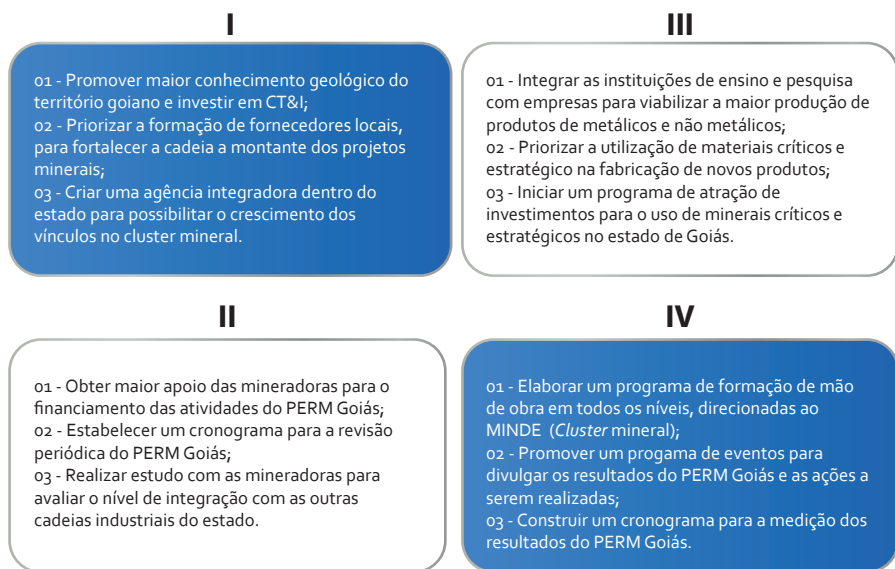 I
01 - Promover maior conhecimento geológico do
território goiano e investir em CT&I;
02 - Priorizar a formação de fornecedores locais,
para fortalecer a cadeia a montante dos projetos
minerais;
03 - Criar uma agência integradora dentro do
estado para possibilitar o crescimento dos
vínculos no cluster mineral.
II
01 - Obter maior apoio das mineradoras para o
financiamento das atividades do PERM Goiás;
02 - Estabelecer um cronograma para a revisão
periódica do PERM Goiás;
03 - Realizar estudo com as mineradoras para
avaliar o nível de integração com as outras
cadeias industriais do estado.
III
01 - Integrar as instituições de ensino e pesquisa
com empresas para viabilizar a maior produção de
produtos de metálicos e não metálicos;
02 - Priorizar a utilização de materiais críticos e
estratégico na fabricação de novos produtos;
03 - Iniciar um programa de atração de
investimentos para o uso de minerais críticos e
estratégicos no estado de Goiás.
IV
01 - Elaborar um programa de formação de mão
de obra em todos os níveis, direcionadas ao
MINDE (Cluster mineral);
02 - Promover um progama de eventos para
divulgar os resultados do PERM Goiás e as ações a
serem realizadas;
03 - Construir um cronograma para a medição dos
resultados do PERM Goiás.